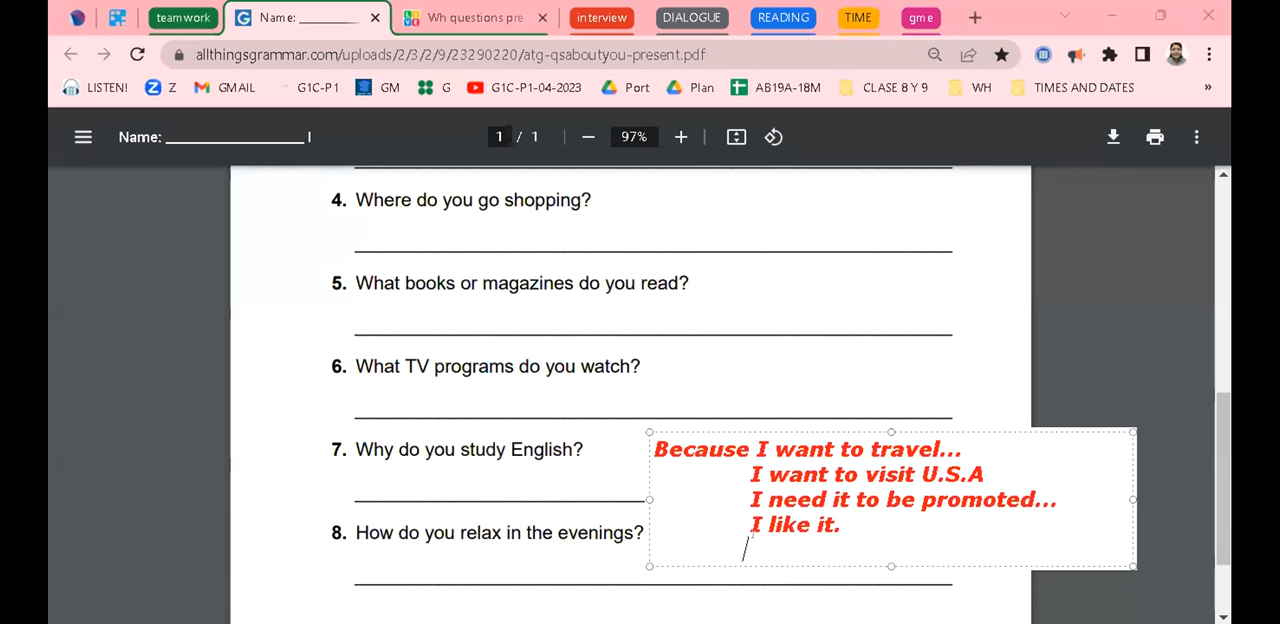 teamwork Name: ________ × Wh questions pre × interview DIALOGUE READING TIME gme +
allthingsgrammar.com/uploads/2/3/2/9/23290220/atg-qsaboutyou-present.pdf
LISTEN! Z GMAIL G1C-P1 GM G G1C-P1-04-2023 Port Plan AB19A-18M CLASE 8 Y 9 WH TIMES AND DATES »
Name: ________________ I 1 / 1 − 97% +
4. Where do you go shopping?
5. What books or magazines do you read?
6. What TV programs do you watch?
7. Why do you study English? Because I want to travel...
I want to visit U.S.A
I need it to be promoted...
I like it.
8. How do you relax in the evenings?